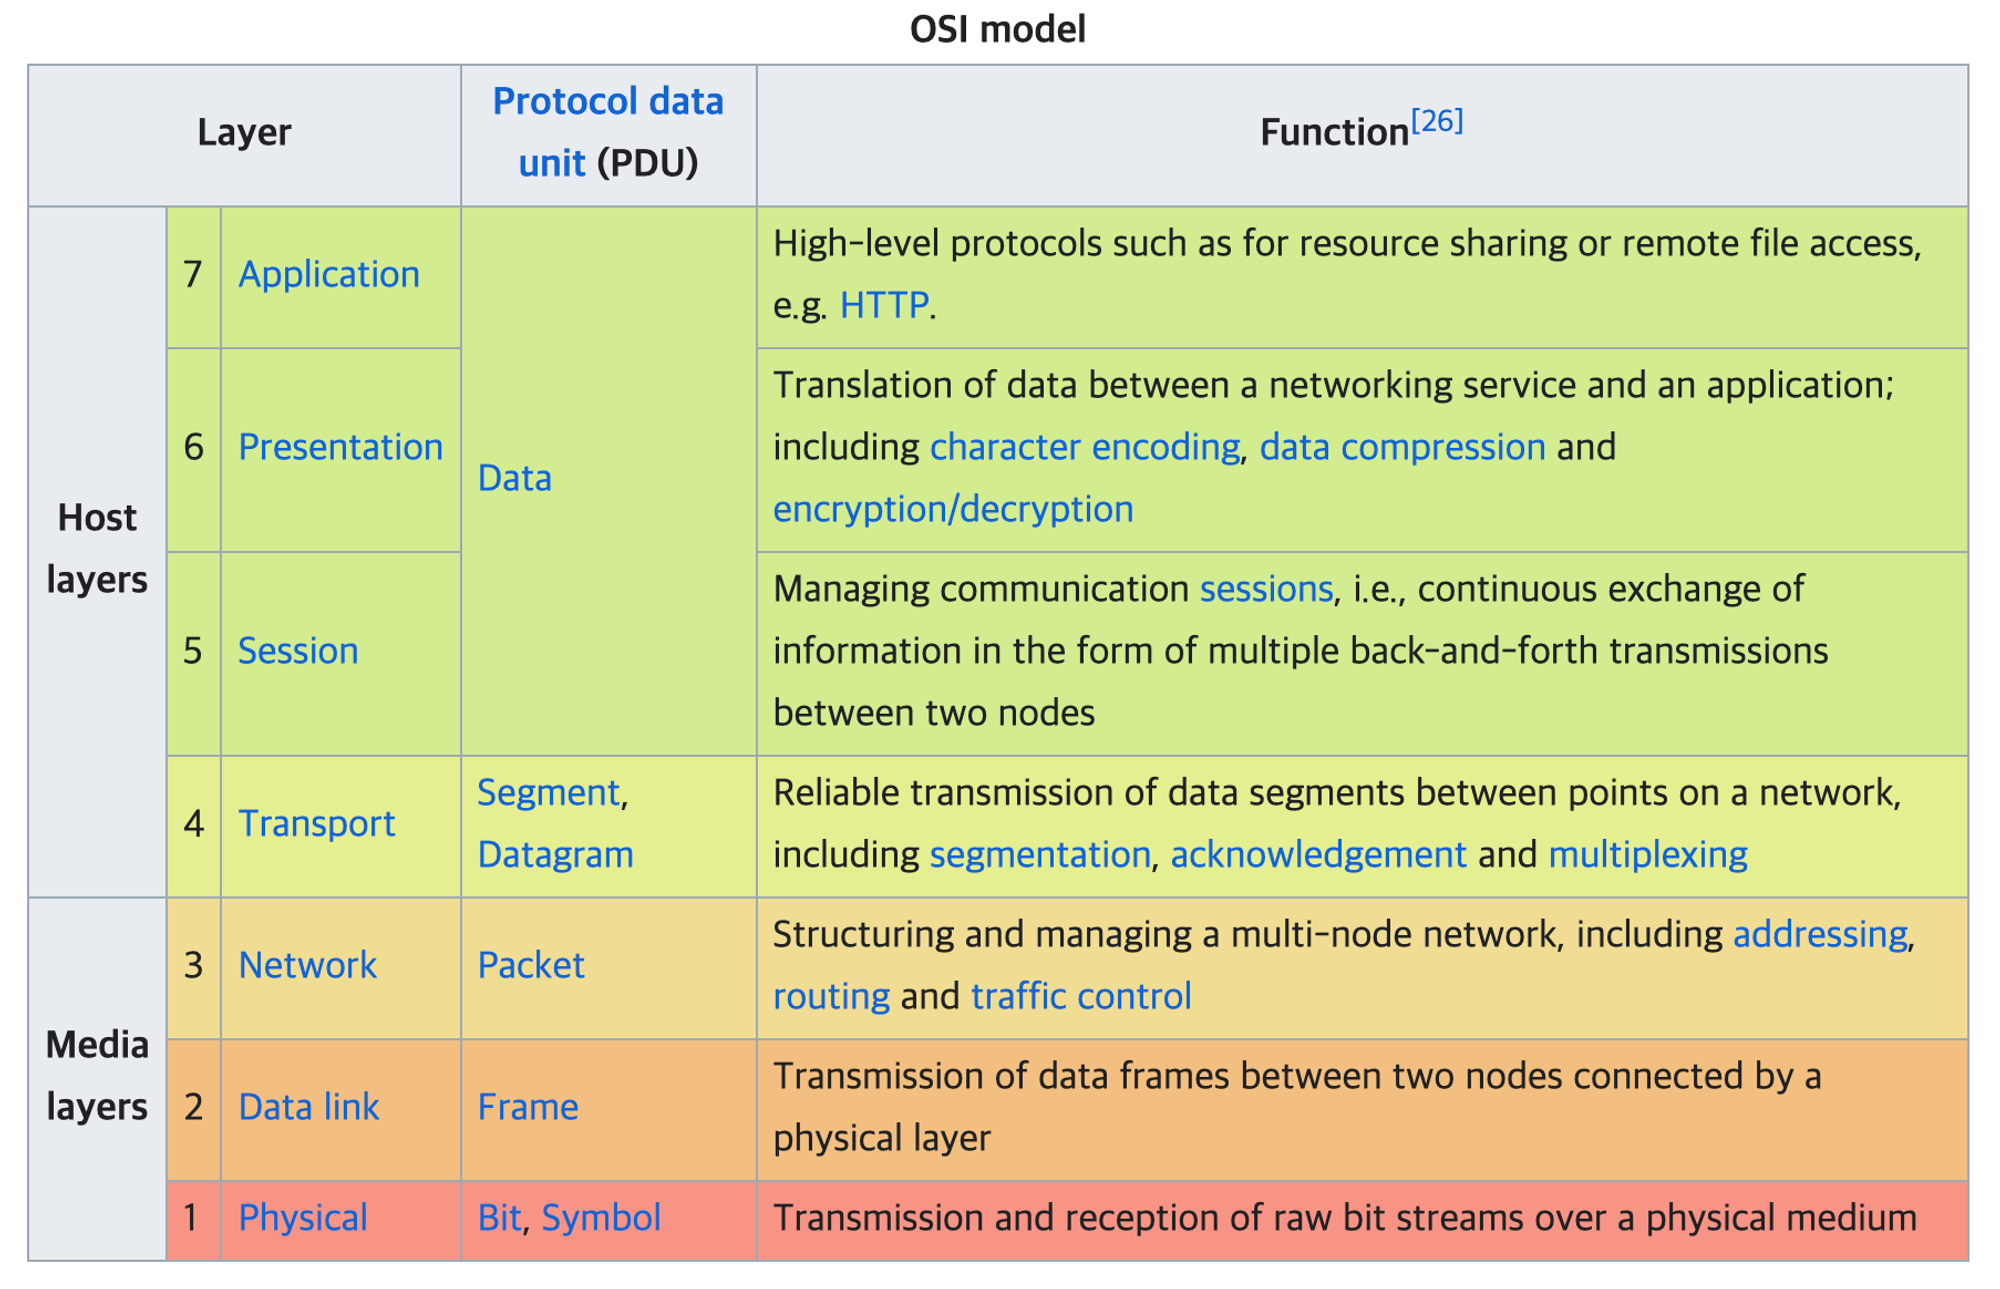 OSI model
Layer
Protocol data
unit (PDU)
Function[26]
Host
layers
7
Application
Data
High-level protocols such as for resource sharing or remote file access,
e.g. HTTP.
6
Presentation
Translation of data between a networking service and an application;
including character encoding, data compression and
encryption/decryption
5
Session
Managing communication sessions, i.e., continuous exchange of
information in the form of multiple back-and-forth transmissions
between two nodes
4
Transport
Segment,
Datagram
Reliable transmission of data segments between points on a network,
including segmentation, acknowledgement and multiplexing
Media
layers
3
Network
Packet
Structuring and managing a multi-node network, including addressing,
routing and traffic control
2
Data link
Frame
Transmission of data frames between two nodes connected by a
physical layer
1
Physical
Bit, Symbol
Transmission and reception of raw bit streams over a physical medium